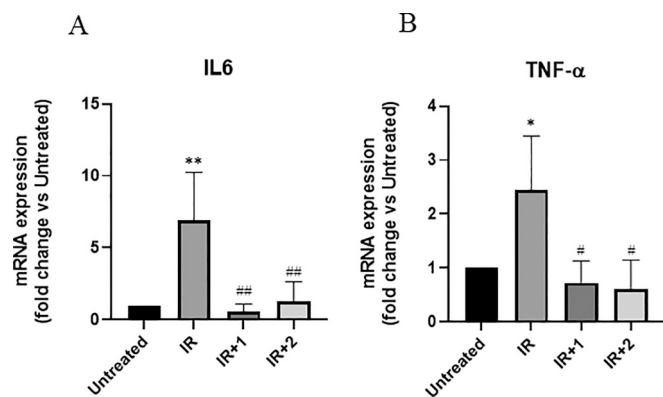 A
IL6
mRNA expression
(fold change vs Untreated)
15
10
5
0
**
##
##
Untreated
IR
IR+1
IR+2
B
TNF-α
mRNA expression
(fold change vs Untreated)
4
3
2
1
0
*
#
#
Untreated
IR
IR+1
IR+2